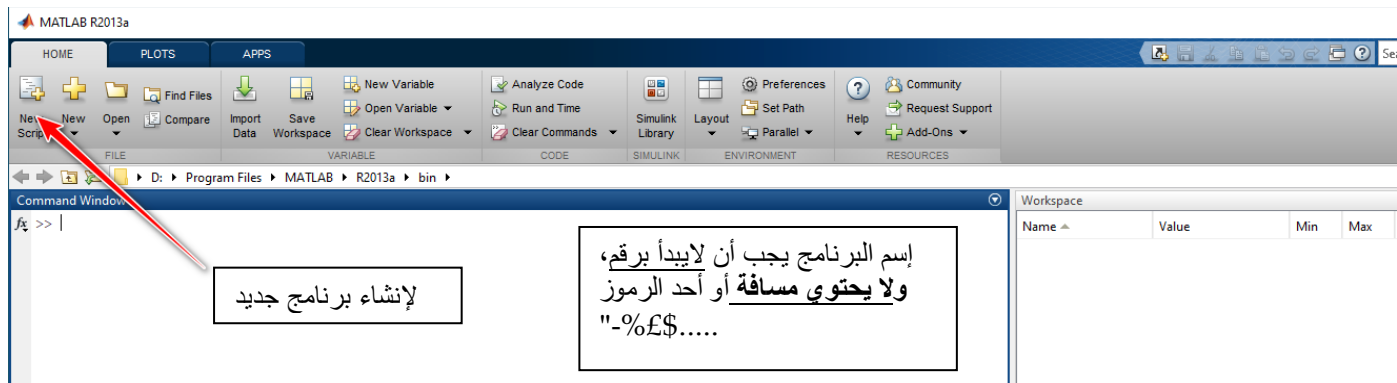 MATLAB R2013a
HOME PLOTS APPS
New Script
New
Open
Find Files
Compare
FILE
Import Data
Save Workspace
New Variable
Open Variable
Clear Workspace
VARIABLE
Analyze Code
Run and Time
Clear Commands
CODE
Simulink Library
SIMULINK
Layout
Preferences
Set Path
Parallel
ENVIRONMENT
Help
Community
Request Support
Add-Ons
RESOURCES
D: Program Files MATLAB R2013a bin
Command Window
fx >>
لإنشاء برنامج جديد
إسم البرنامج يجب أن لايبدأ برقم،
ولا يحتوي مسافة أو أحد الرموز
"-%£$.....
Workspace
Name Value Min Max